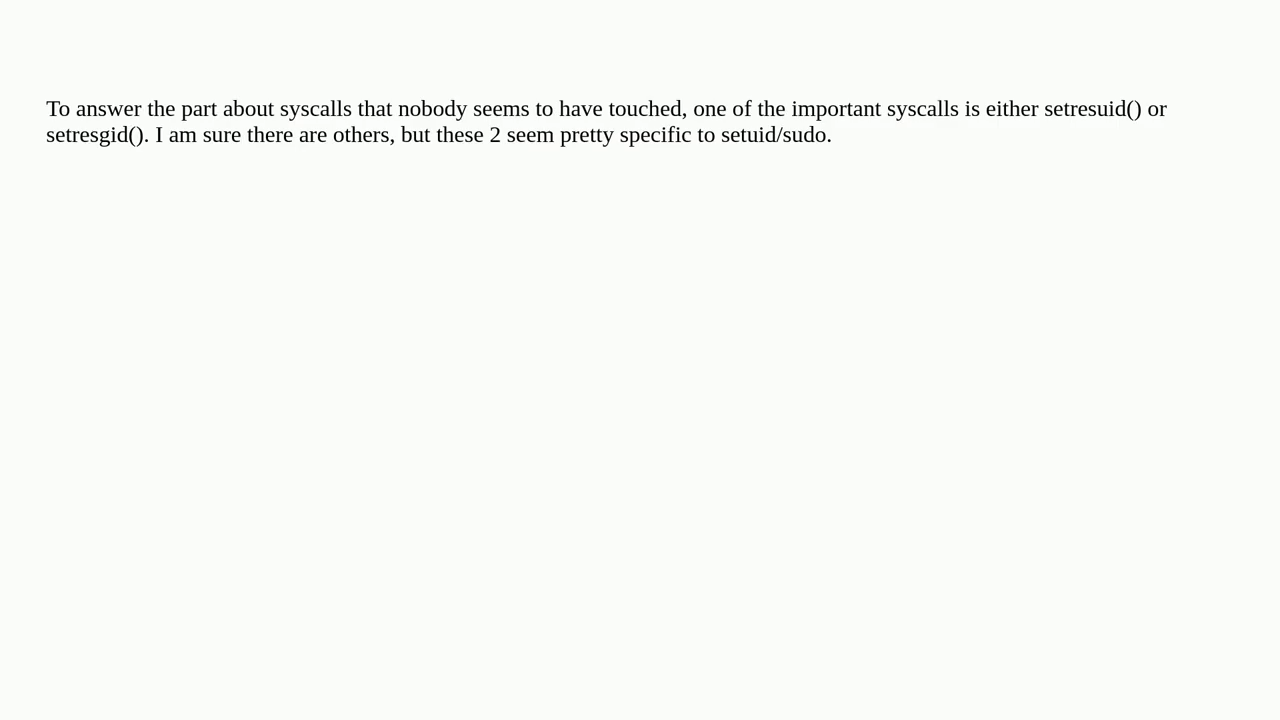 To answer the part about syscalls that nobody seems to have touched, one of the important syscalls is either setresuid() or
setresgid(). I am sure there are others, but these 2 seem pretty specific to setuid/sudo.